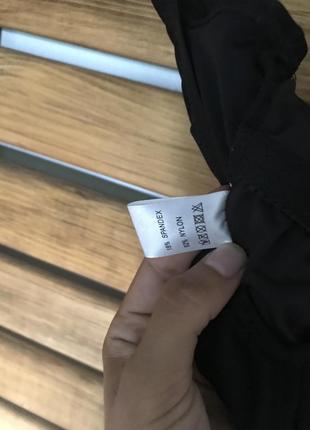 18% SPANDEX
82% NYLON